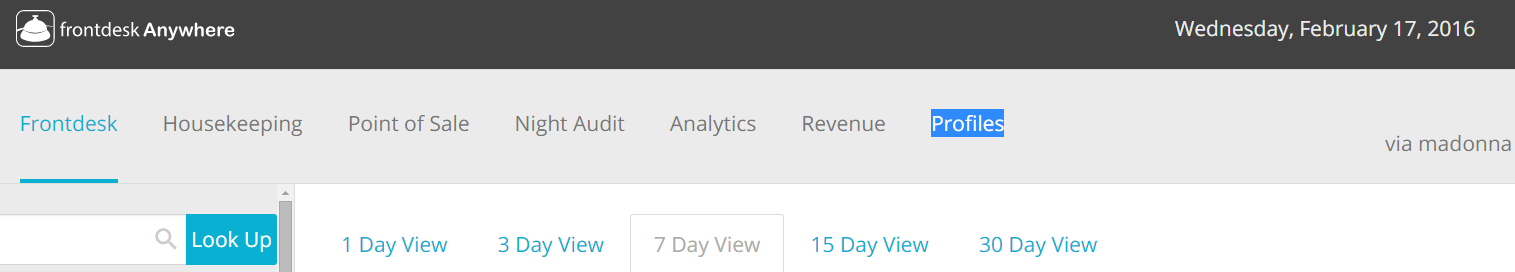 frontdesk Anywhere
Wednesday, February 17, 2016
Frontdesk Housekeeping Point of Sale Night Audit Analytics Revenue Profiles
via madonna
Look Up
1 Day View 3 Day View 7 Day View 15 Day View 30 Day View